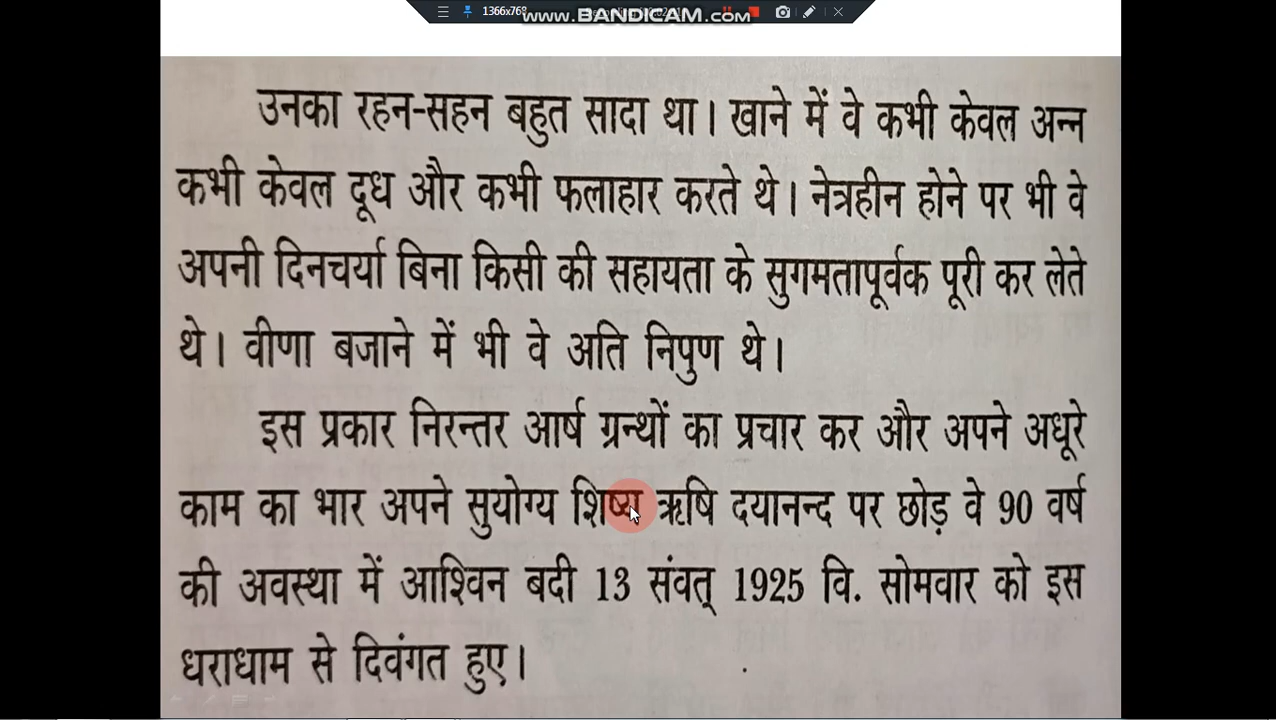 1366x768
www.BANDICAM.com
उनका रहन-सहन बहुत सादा था। खाने में वे कभी केवल अन्न
कभी केवल दूध और कभी फलाहार करते थे। नेत्रहीन होने पर भी वे
अपनी दिनचर्या बिना किसी की सहायता के सुगमतापूर्वक पूरी कर लेते
थे। वीणा बजाने में भी वे अति निपुण थे।
इस प्रकार निरन्तर आर्ष ग्रन्थों का प्रचार कर और अपने अधूरे
काम का भार अपने सुयोग्य शिष्य ऋषि दयानन्द पर छोड़ वे 90 वर्ष
की अवस्था में आश्विन बदी 13 संवत् 1925 वि. सोमवार को इस
धराधाम से दिवंगत हुए।